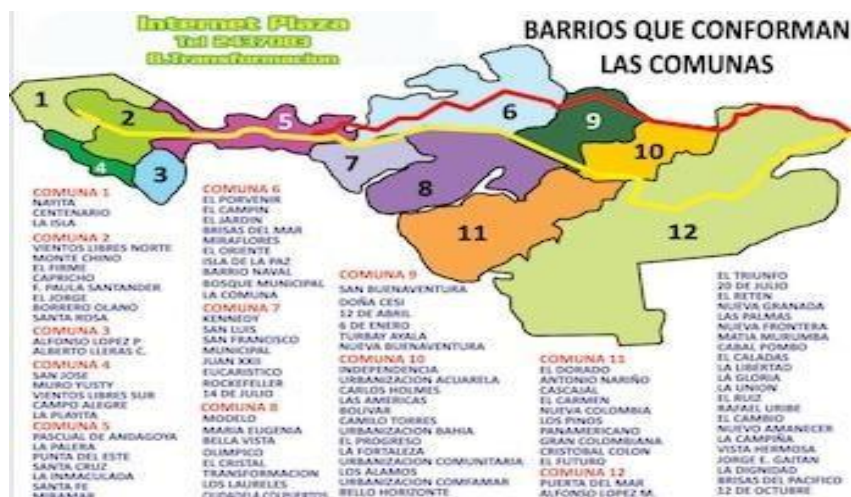 Internet Plaza
Tel 2437083
B.Transformacion
BARRIOS QUE CONFORMAN
LAS COMUNAS
1
2
3
4
5
6
7
8
9
10
11
12
COMUNA 1
NAYITA
CENTENARIO
LA ISLA
COMUNA 2
VIENTOS LIBRES NORTE
MONTE CHINO
EL FIRME
CAPRICHO
F. PAULA SANTANDER
EL JORGE
BORRERO OLANO
SANTA ROSA
COMUNA 3
ALFONSO LOPEZ P.
ALBERTO LLERAS C.
COMUNA 4
SAN JOSE
MURO YUSTY
VIENTOS LIBRES SUR
CAMPO ALEGRE
LA PLAYITA
COMUNA 5
PASCUAL DE ANDAGOYA
LA PALERA
PUNTA DEL ESTE
SANTA CRUZ
LA INMACULADA
SANTA FE
MIRAMAR
COMUNA 6
EL PORVENIR
EL CAMPIN
EL JARDIN
BRISAS DEL MAR
MIRAFLORES
EL ORIENTE
ISLA DE LA PAZ
BARRIO NAVAL
BOSQUE MUNICIPAL
LA COMUNA
COMUNA 7
KENNEDY
SAN LUIS
SAN FRANCISCO
MUNICIPAL
JUAN XXII
EUCARISTICO
ROCKEFELLER
14 DE JULIO
COMUNA 8
MODELO
MARIA EUGENIA
BELLA VISTA
OLIMPICO
EL CRISTAL
TRANSFORMACION
LOS LAURELES
CIUDADELA COLPUERTOS
COMUNA 9
SAN BUENAVENTURA
DOÑA CESI
12 DE ABRIL
6 DE ENERO
TURBAY AYALA
NUEVA BUENAVENTURA
COMUNA 10
INDEPENDENCIA
URBANIZACION ACUARELA
CARLOS HOLMES
LAS AMERICAS
BOLIVAR
CAMILO TORRES
URBANIZACION BAHIA
EL PROGRESO
LA FORTALEZA
URBANIZACION COMUNITARIA
LOS ALAMOS
URBANIZACION COMFAMAR
BELLO HORIZONTE
COMUNA 11
EL DORADO
ANTONIO NARIÑO
CASCAJAL
EL CARMEN
NUEVA COLOMBIA
LOS PINOS
PANAMERICANO
GRAN COLOMBIANA
CRISTOBAL COLON
EL FUTURO
COMUNA 12
PUERTA DEL MAR
ALFONSO LOPEZ M.
EL TRIUNFO
20 DE JULIO
EL RETEN
NUEVA GRANADA
LAS PALMAS
NUEVA FRONTERA
MATIA MURUMBA
CABAL POMBO
EL CALADAS
LA LIBERTAD
LA GLORIA
LA UNION
EL RUIZ
RAFAEL URIBE
EL CAMBIO
NUEVO AMANECER
LA CAMPIÑA
VISTA HERMOSA
JORGE E. GAITAN
LA DIGNIDAD
BRISAS DEL PACIFICO
12 DE OCTUBRE